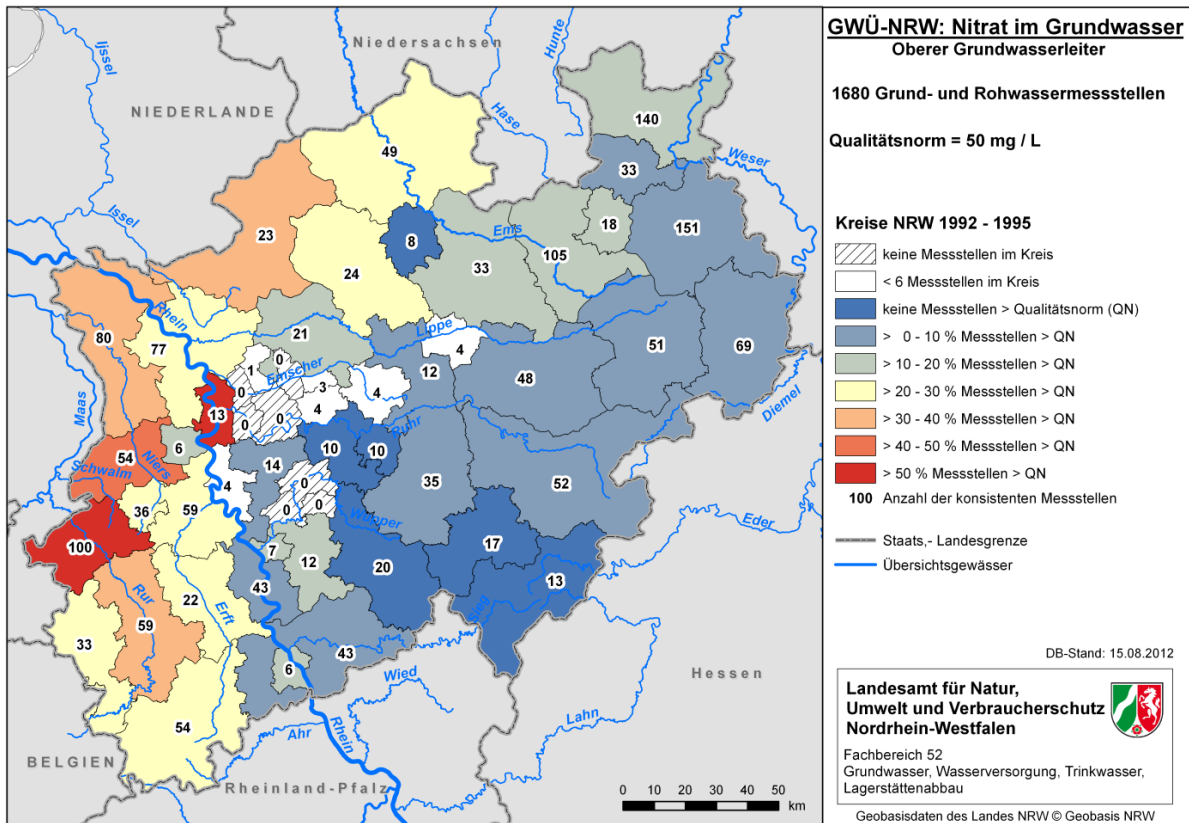 GWÜ-NRW: Nitrat im Grundwasser
Oberer Grundwasserleiter
1680 Grund- und Rohwassermessstellen
Qualitätsnorm = 50 mg / L
Kreise NRW 1992 - 1995
keine Messstellen im Kreis
< 6 Messstellen im Kreis
keine Messstellen > Qualitätsnorm (QN)
> 0 - 10 % Messstellen > QN
> 10 - 20 % Messstellen > QN
> 20 - 30 % Messstellen > QN
> 30 - 40 % Messstellen > QN
> 40 - 50 % Messstellen > QN
> 50 % Messstellen > QN
100 Anzahl der konsistenten Messstellen
Staats,- Landesgrenze
Übersichtsgewässer
DB-Stand: 15.08.2012
Landesamt für Natur,
Umwelt und Verbraucherschutz
Nordrhein-Westfalen
Fachbereich 52
Grundwasser, Wasserversorgung, Trinkwasser,
Lagerstättenabbau
Geobasisdaten des Landes NRW © Geobasis NRW
Ijssel
Niedersachsen
Hunte
NIEDERLANDE
Hase
140
49
Weser
33
Issel
23
8
Ems
18
151
24
33
105
Rhein
80
77
21
Lippe
4
51
69
1
0
Emscher
12
48
0
3
4
Maas
13
0
0
4
Diemel
6
Ruhr
54
Niers
10
10
Schwalm
14
4
35
52
0
36
59
0
0
Wupper
Eder
100
7
12
17
20
13
43
22
Rur
Erft
59
Sieg
33
43
6
Wied
Hessen
54
Lahn
Ahr
Rhein
BELGIEN
Rheinland-Pfalz
0 10 20 30 40 50
km